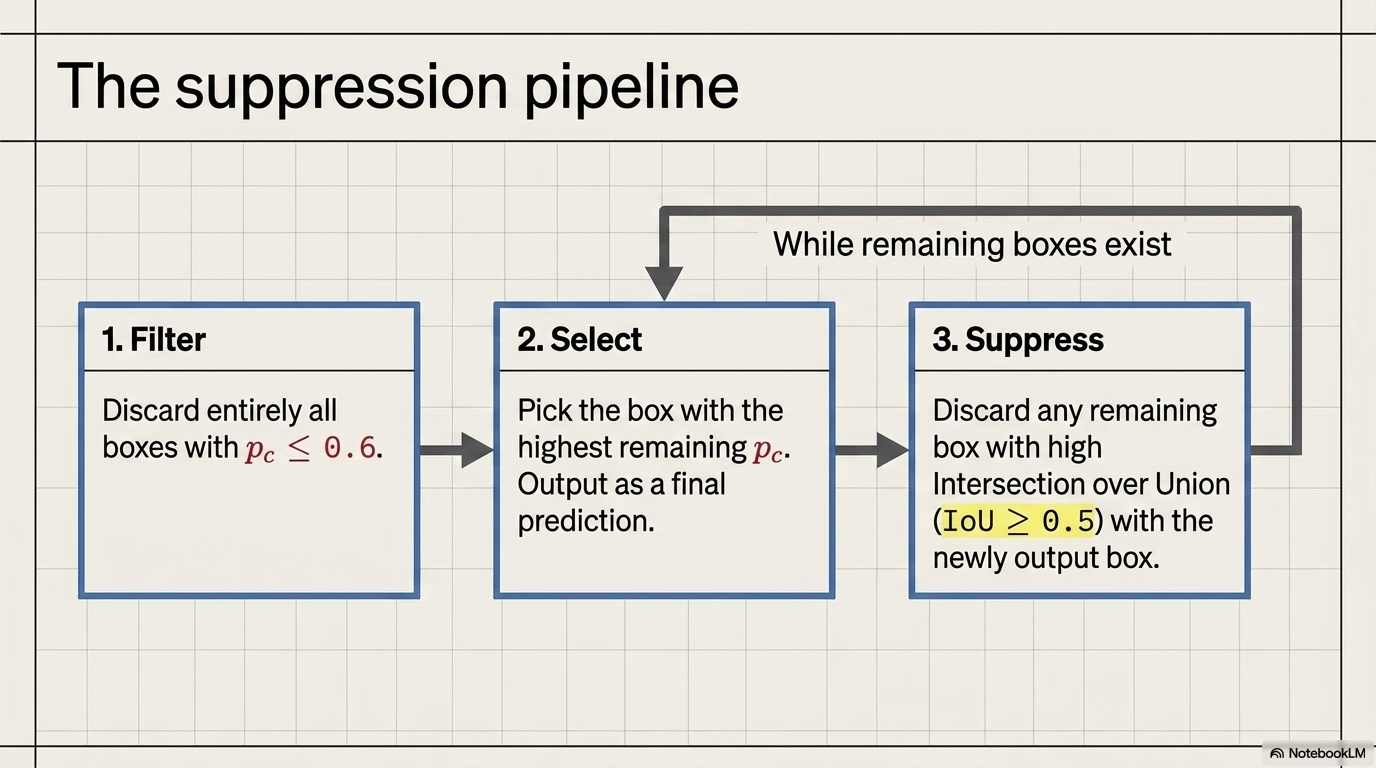 The suppression pipeline
While remaining boxes exist
1. Filter
Discard entirely all
boxes with p_c ≤ 0.6.
2. Select
Pick the box with the
highest remaining p_c.
Output as a final
prediction.
3. Suppress
Discard any remaining
box with high
Intersection over Union
(IoU ≥ 0.5) with the
newly output box.
NotebookLM